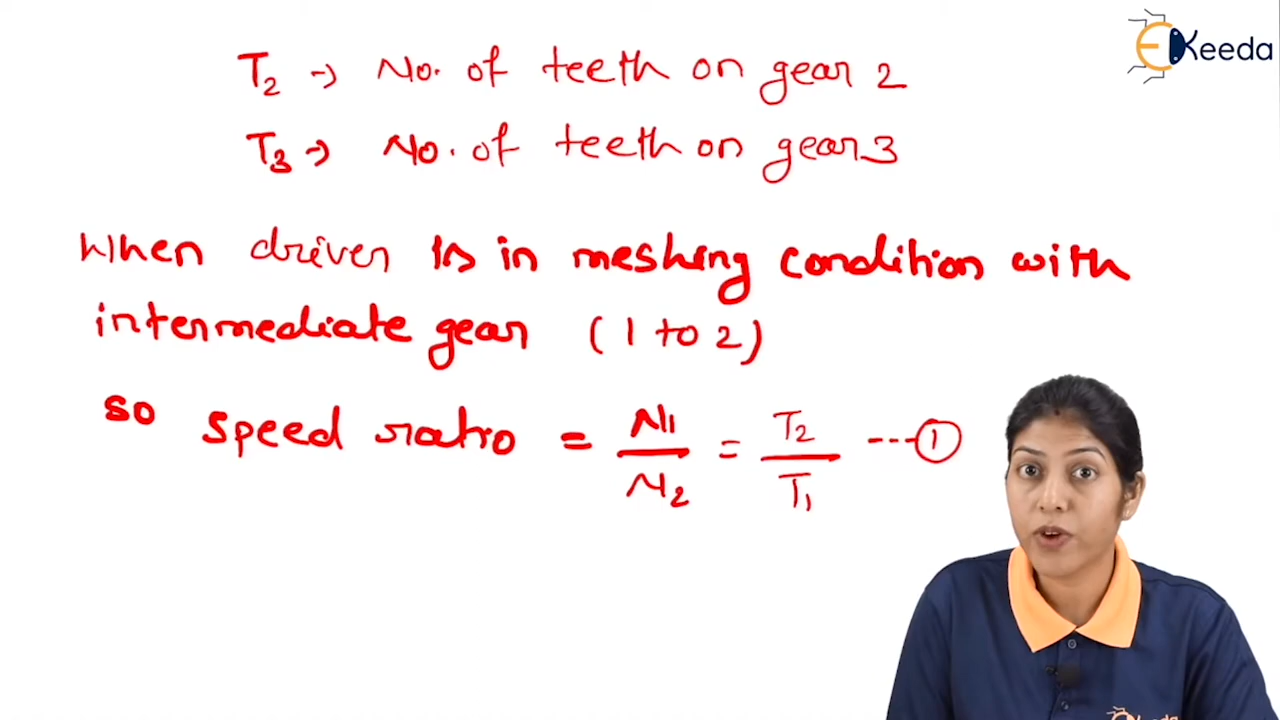 EKeeda
T2 → No. of teeth on gear 2
T3 → No. of teeth on gear 3
When driven is in meshing condition with
intermediate gear (1 to 2)
so speed ratio = N1/N2 = T2/T1 ---①